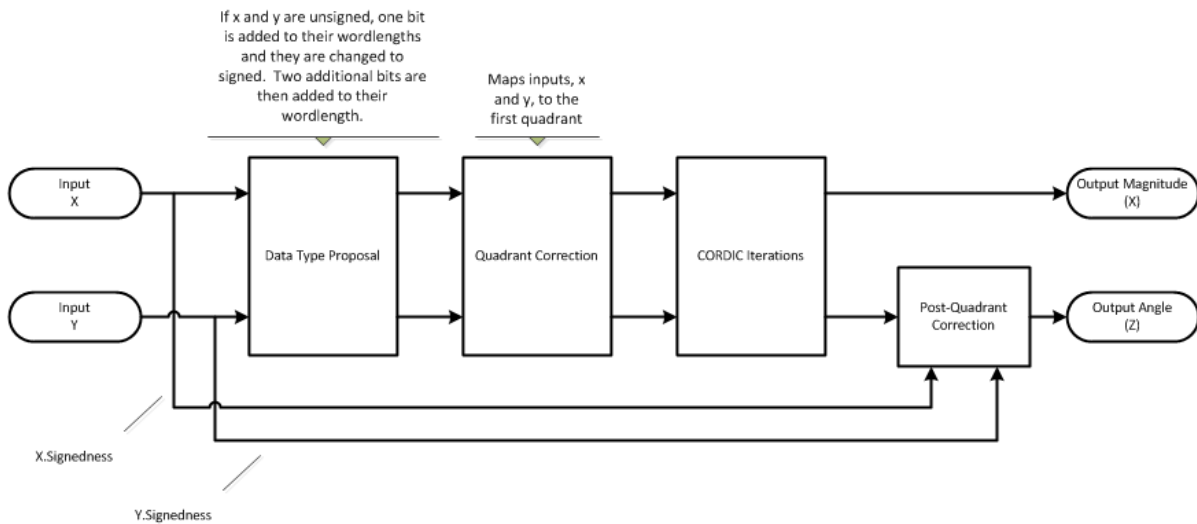 If x and y are unsigned, one bit
is added to their wordlengths
and they are changed to
signed.  Two additional bits are
then added to their
wordlength.
Maps inputs, x
and y, to the
first quadrant
Input
X
Data Type Proposal
Quadrant Correction
CORDIC Iterations
Output Magnitude
(X)
Input
Y
Post-Quadrant
Correction
Output Angle
(Z)
X.Signedness
Y.Signedness